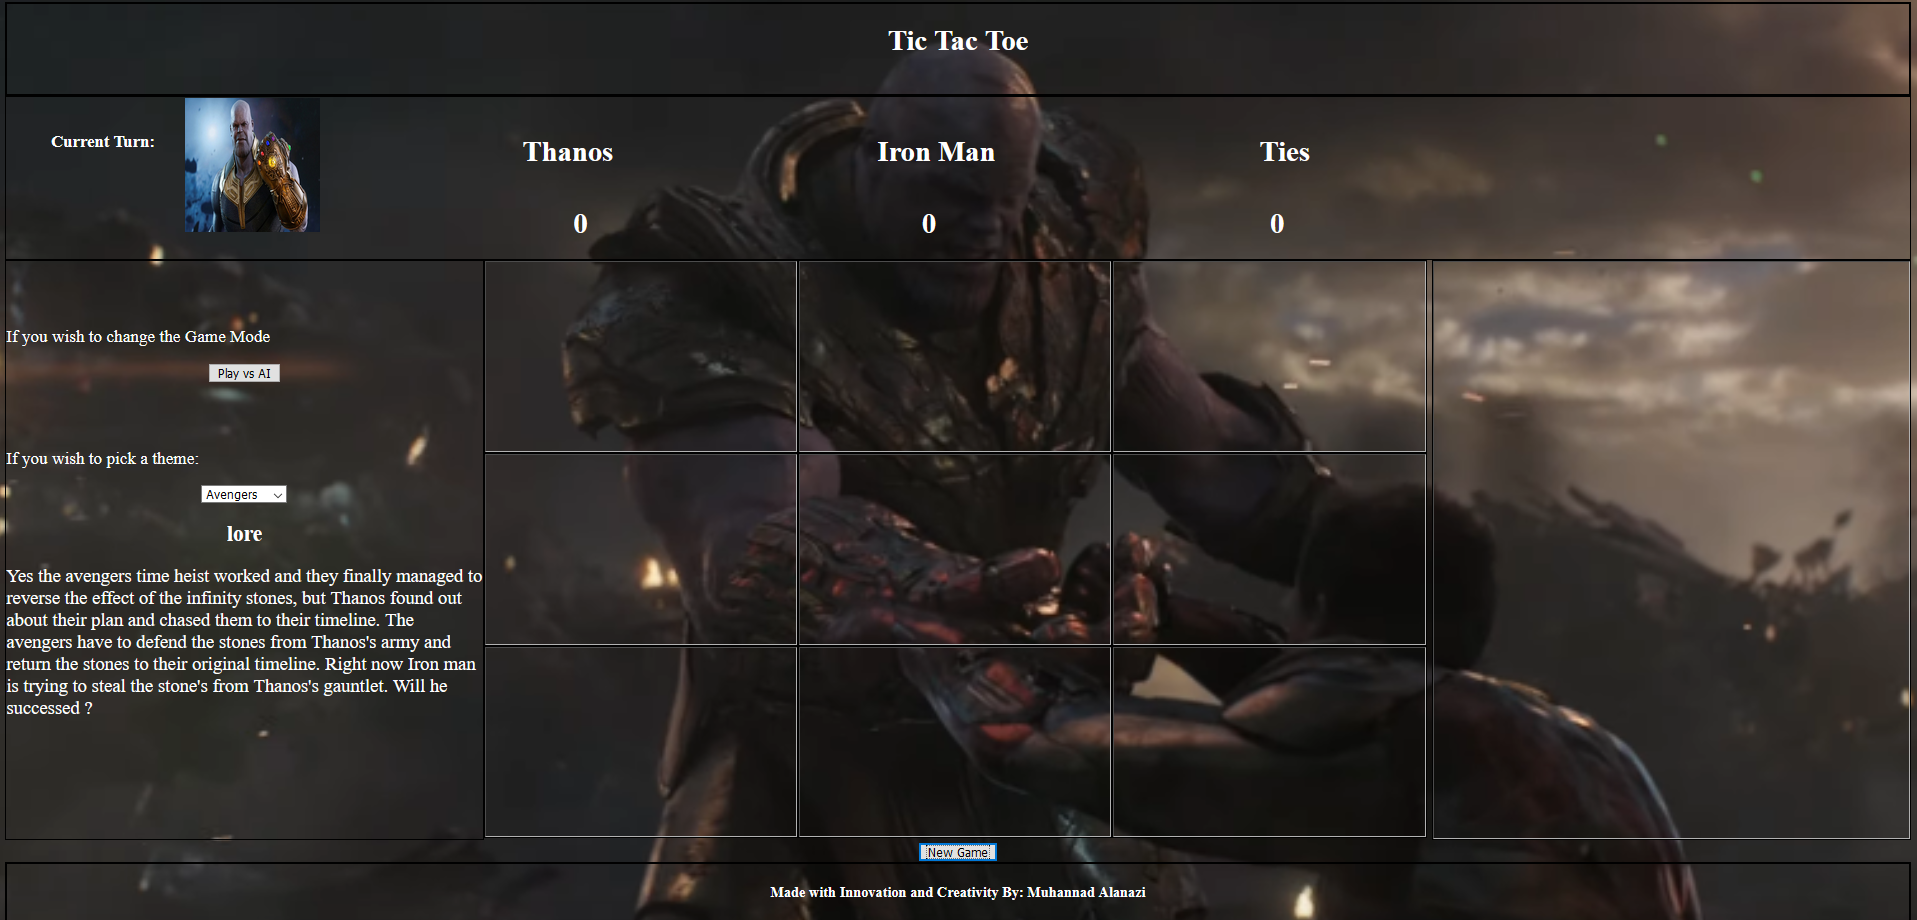 Tic Tac Toe
Current Turn:
Thanos
Iron Man
Ties
0
0
0
If you wish to change the Game Mode
Play vs AI
If you wish to pick a theme:
Avengers
lore
Yes the avengers time heist worked and they finally managed to
reverse the effect of the infinity stones, but Thanos found out
about their plan and chased them to their timeline. The
avengers have to defend the stones from Thanos's army and
return the stones to their original timeline. Right now Iron man
is trying to steal the stone's from Thanos's gauntlet. Will he
successed ?
New Game
Made with Innovation and Creativity By: Muhannad Alanazi